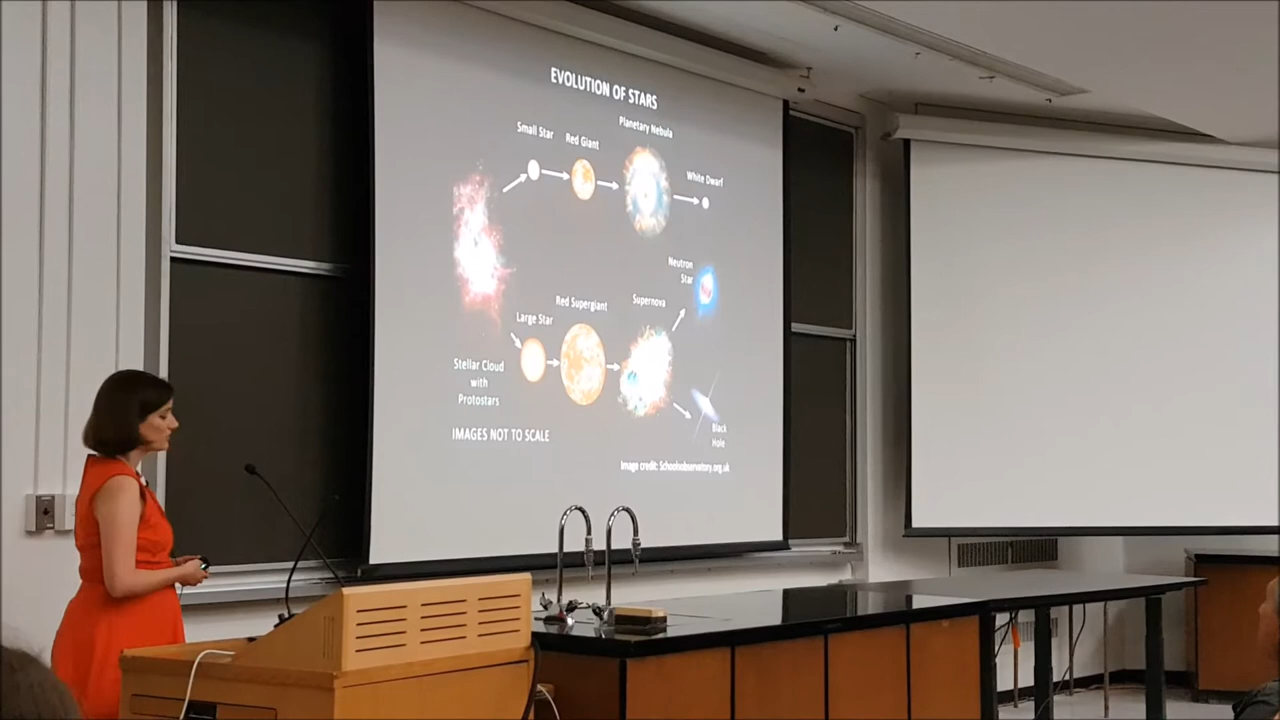 EVOLUTION OF STARS
Small Star
Red Giant
Planetary Nebula
White Dwarf
Neutron
Star
Large Star
Red Supergiant
Supernova
Black
Hole
Stellar Cloud
with
Protostars
IMAGES NOT TO SCALE
Image credit: Schoolsobservatory.org.uk